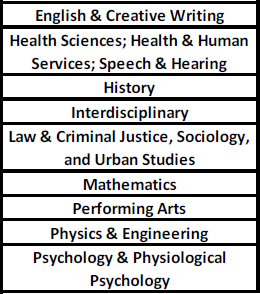 English & Creative Writing
Health Sciences; Health & Human
Services; Speech & Hearing
History
Interdisciplinary
Law & Criminal Justice, Sociology,
and Urban Studies
Mathematics
Performing Arts
Physics & Engineering
Psychology & Physiological
Psychology